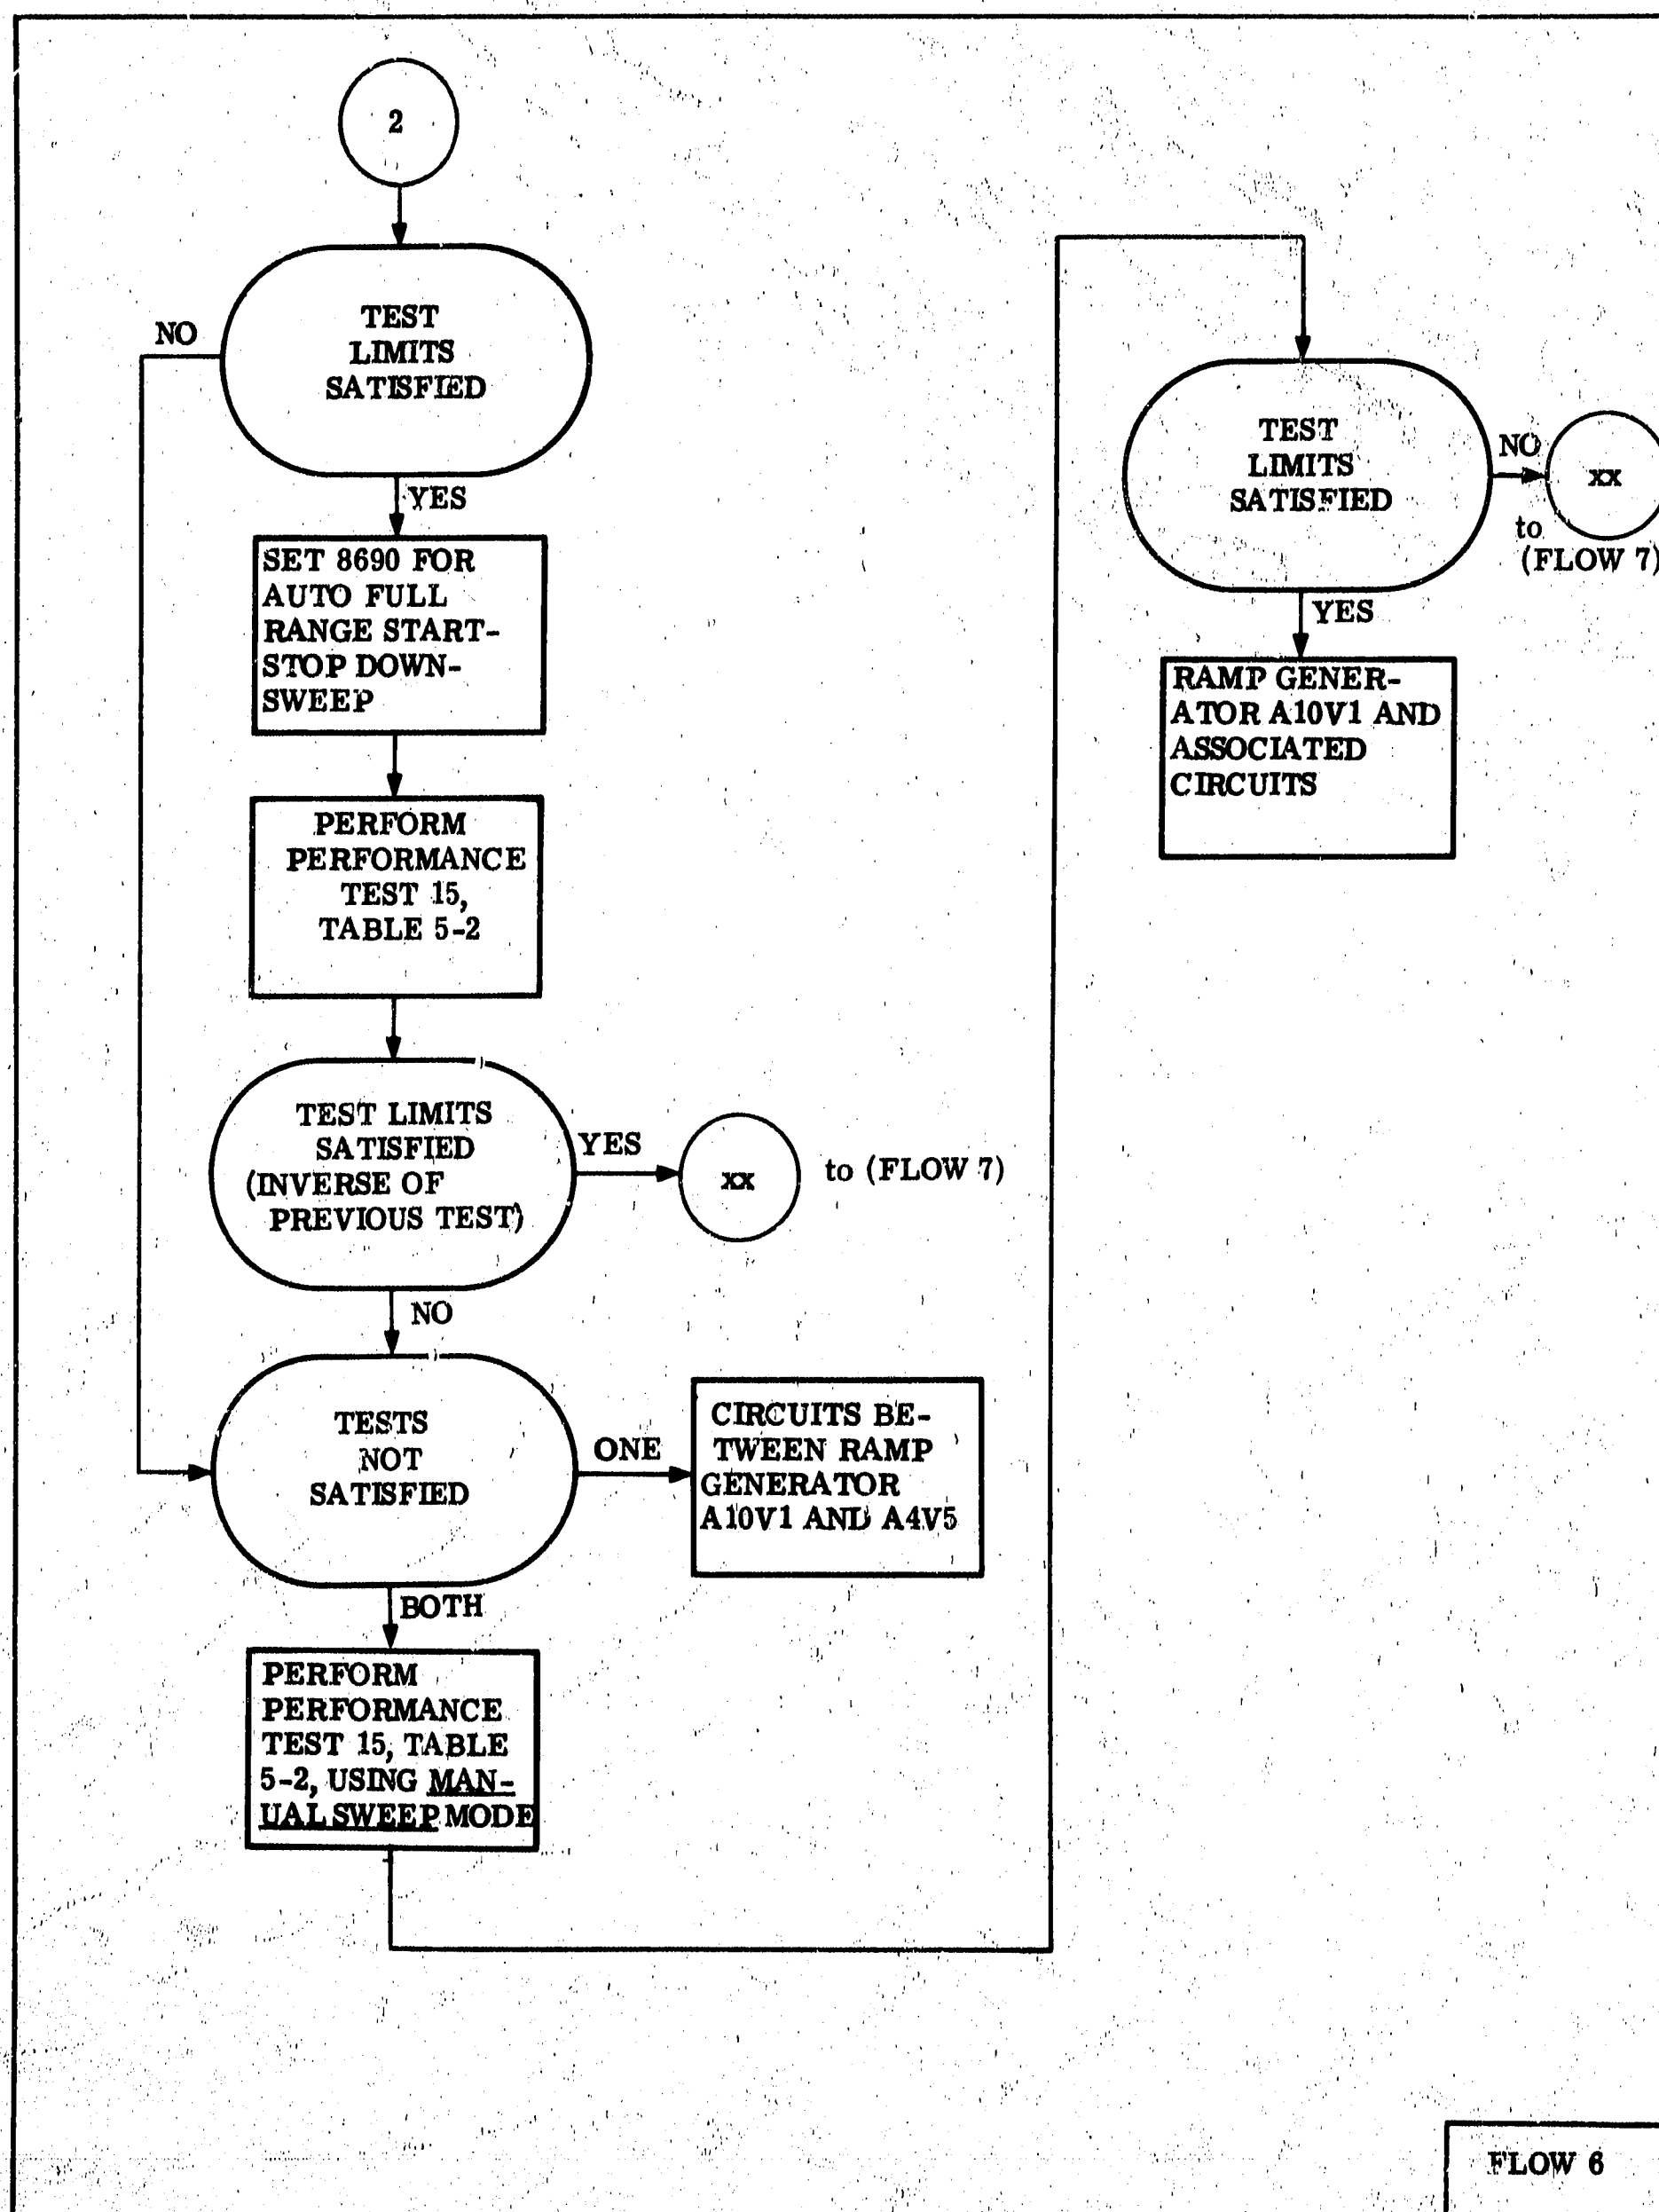 2
TEST
LIMITS
SATISFIED
NO
YES
SET 8690 FOR
AUTO FULL
RANGE START-
STOP DOWN-
SWEEP
PERFORM
PERFORMANCE
TEST 15,
TABLE 5-2
TEST LIMITS
SATISFIED
(INVERSE OF
PREVIOUS TEST)
YES
xx
to (FLOW 7)
NO
TESTS
NOT
SATISFIED
ONE
CIRCUITS BE-
TWEEN RAMP
GENERATOR
A10V1 AND A4V5
BOTH
PERFORM
PERFORMANCE
TEST 15, TABLE
5-2, USING MAN-
UAL SWEEP MODE
TEST
LIMITS
SATISFIED
NO
xx
to
(FLOW 7)
YES
RAMP GENER-
ATOR A10V1 AND
ASSOCIATED
CIRCUITS
FLOW 6